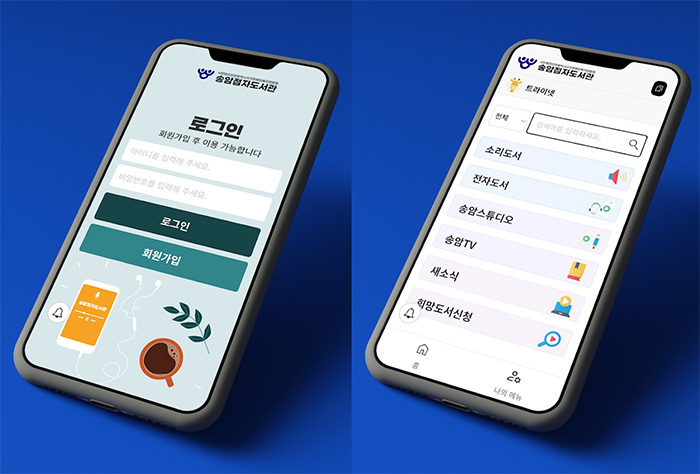 송암점자도서관
로그인
회원가입 후 이용 가능합니다
아이디를 입력해 주세요.
비밀번호를 입력해 주세요.
로그인
회원가입
송암점자도서관
송암점자도서관
트라이넷
전체
검색어를 입력하세요.
소리도서
전자도서
송암스튜디오
송암TV
새소식
희망도서신청
홈
나의 메뉴